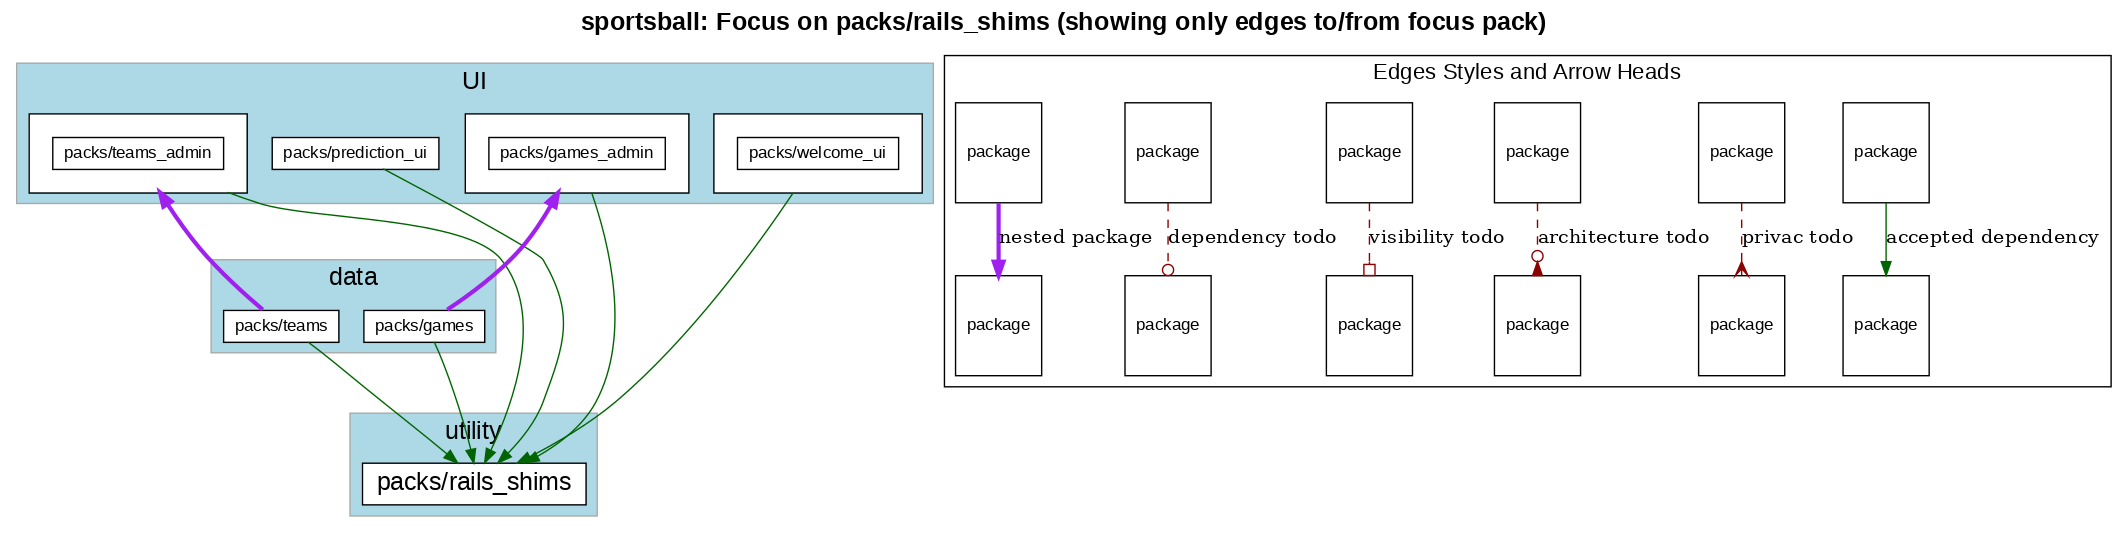 sportsball: Focus on packs/rails_shims (showing only edges to/from focus pack)
UI
packs/teams_admin
packs/prediction_ui
packs/games_admin
packs/welcome_ui
data
packs/teams
packs/games
utility
packs/rails_shims
Edges Styles and Arrow Heads
package
package
package
package
package
package
nested package
dependency todo
visibility todo
architecture todo
privac todo
accepted dependency
package
package
package
package
package
package